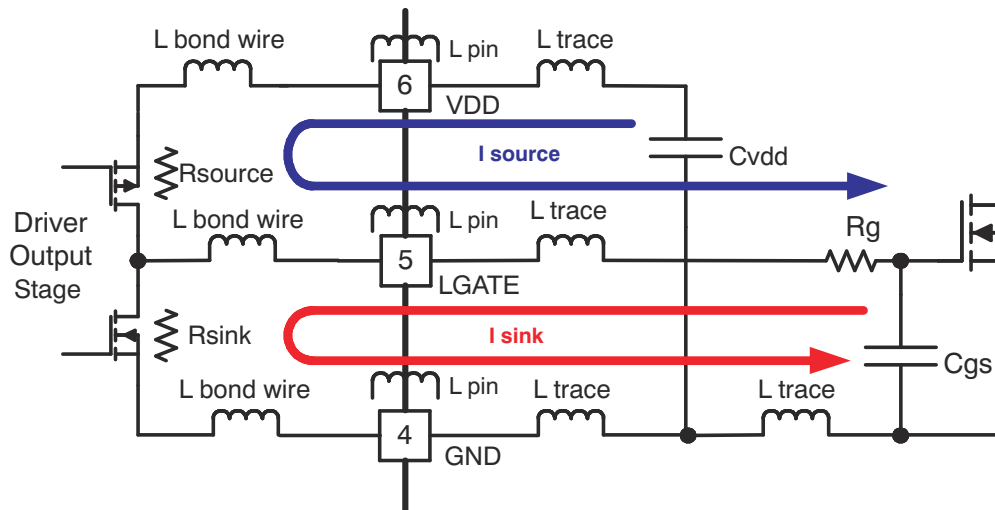 L bond wire
L pin
L trace
6
VDD
I source
Cvdd
Rsource
L bond wire
L pin
L trace
Rg
Driver
Output
Stage
5
LGATE
I sink
Rsink
Cgs
L bond wire
L pin
L trace
L trace
4
GND